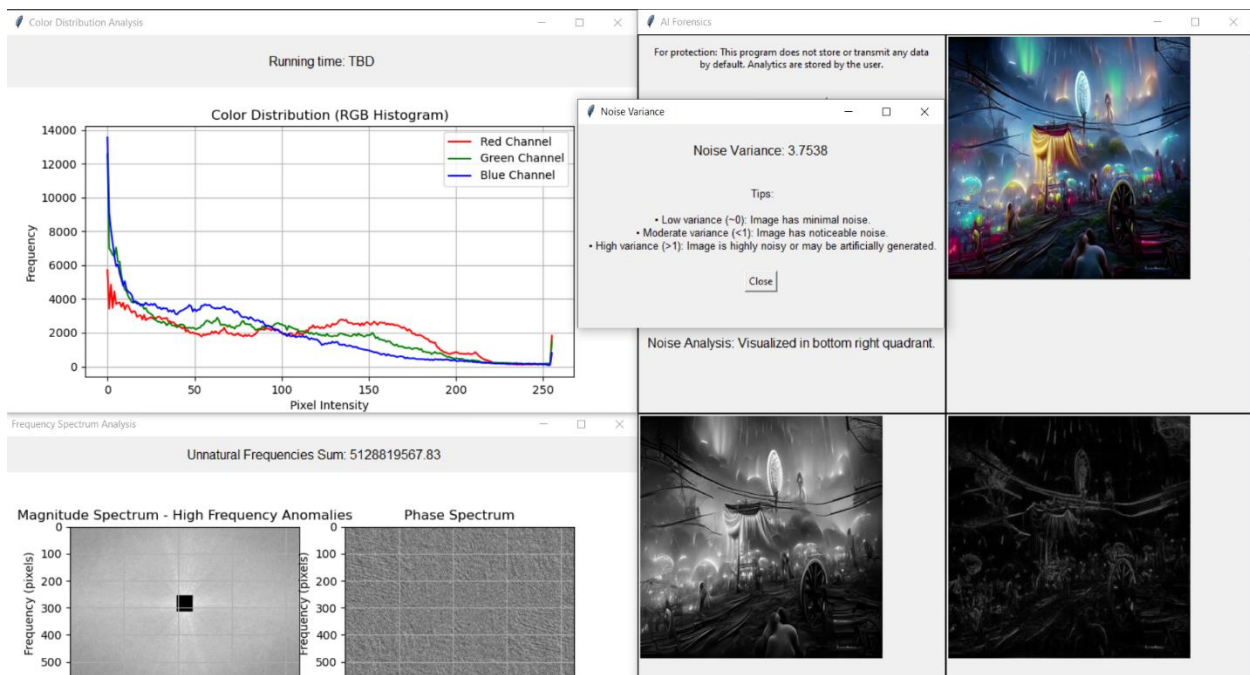 Color Distribution Analysis
Running time: TBD
Color Distribution (RGB Histogram)
14000
12000
10000
8000
6000
4000
2000
0
Frequency
Red Channel
Green Channel
Blue Channel
0 50 100 150 200 250
Pixel Intensity
AI Forensics
For protection: This program does not store or transmit any data
by default. Analytics are stored by the user.
Noise Variance
Noise Variance: 3.7538
Tips:
• Low variance (~0): Image has minimal noise.
• Moderate variance (<1): Image has noticeable noise.
• High variance (>1): Image is highly noisy or may be artificially generated.
Close
Noise Analysis: Visualized in bottom right quadrant.
Frequency Spectrum Analysis
Unnatural Frequencies Sum: 5128819567.83
Magnitude Spectrum - High Frequency Anomalies
0
100
200
300
400
500
Frequency (pixels)
Phase Spectrum
0
100
200
300
400
500
Frequency (pixels)